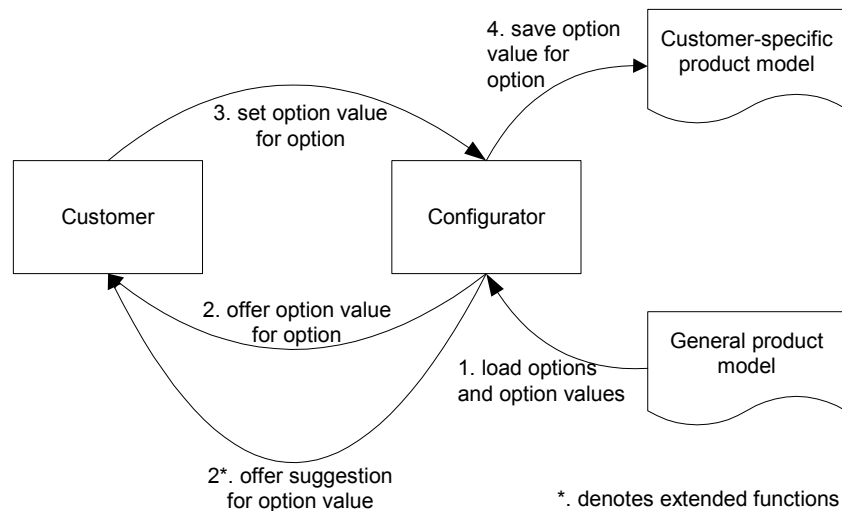 4. save option
value for
option
Customer-specific
product model
3. set option value
for option
Customer
Configurator
2. offer option value
for option
General product
model
1. load options
and option values
2*. offer suggestion
for option value
*. denotes extended functions